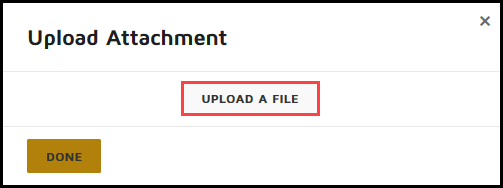 Upload Attachment
×
UPLOAD A FILE
DONE